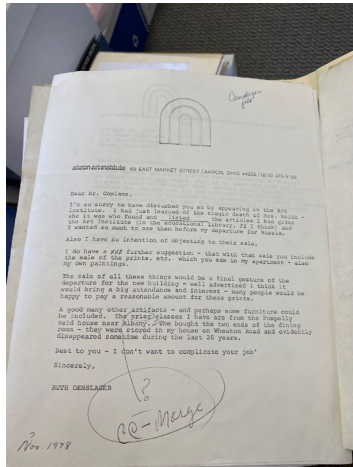 Oenslager
file
akron art institute 69 EAST MARKET STREET / AKRON, OHIO 44308 / (216) 376-9185
Dear Mr. Coplans,
I'm so sorry to have disturbed you so by appearing in the Art
Institute. I had just learned of the tragic death of Mrs. Keith -
she it was who found and listed the articles I had given
the Art Institute (in the educational library, I think) and
I wanted so much to see them before my departure for Russia.
Also I have no intention of objecting to their sale.
I do have a further suggestion - that with that sale you include
the sale of the prints, etc. which you saw in my apartment - also
my own paintings.
The sale of all these things would be a final gesture of the
departure for the new building - well advertised I think it
would bring a big attendance and interest - many people would be
happy to pay a reasonable amount for these prints.
A good many other artifacts - and perhaps some furniture could
be included. The pricr glasses I have are from the Pompelly
Said house near Albany. We bought the two ends of the dining
room - they were stored in my house on Wheaton Road and evidently
disappeared sometime during the last 20 years.
Best to you - I don't want to complicate your job'
Sincerely,
RUTH OENSLAGER
?
cc - Marge
?
Nov. 1978